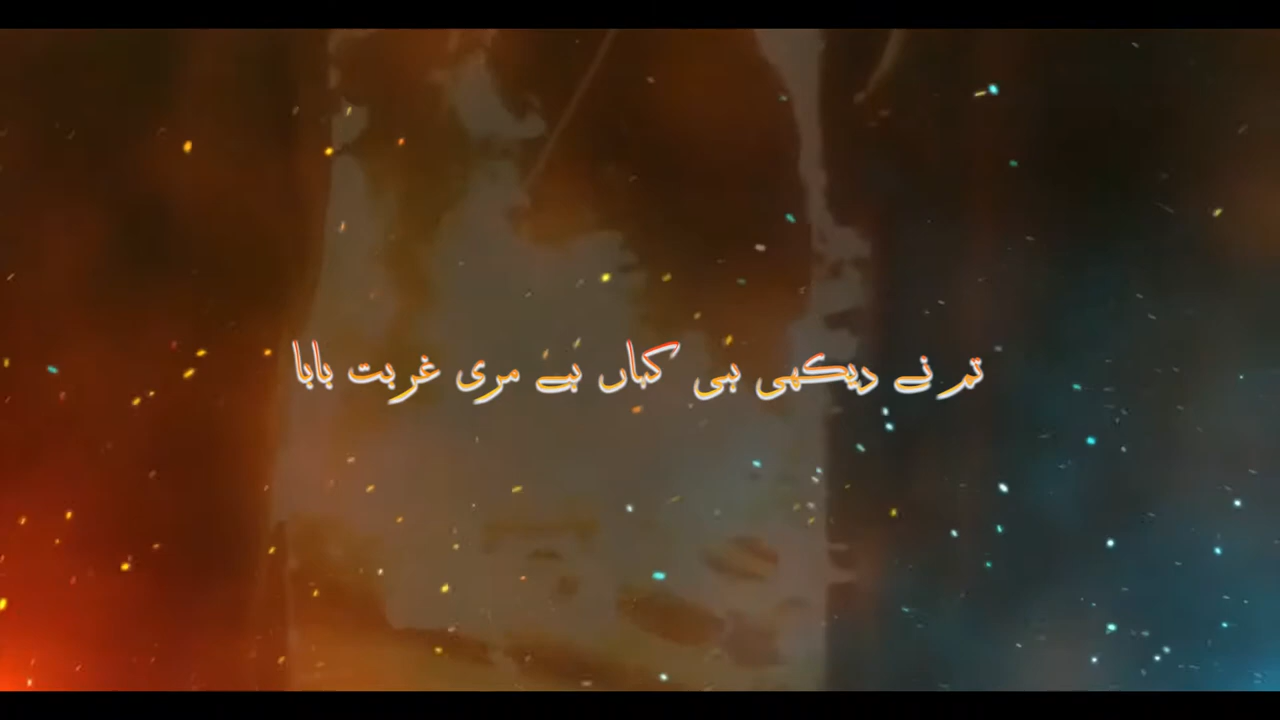 تم نے دیکھی ہی کہاں ہے مری غربت بابا